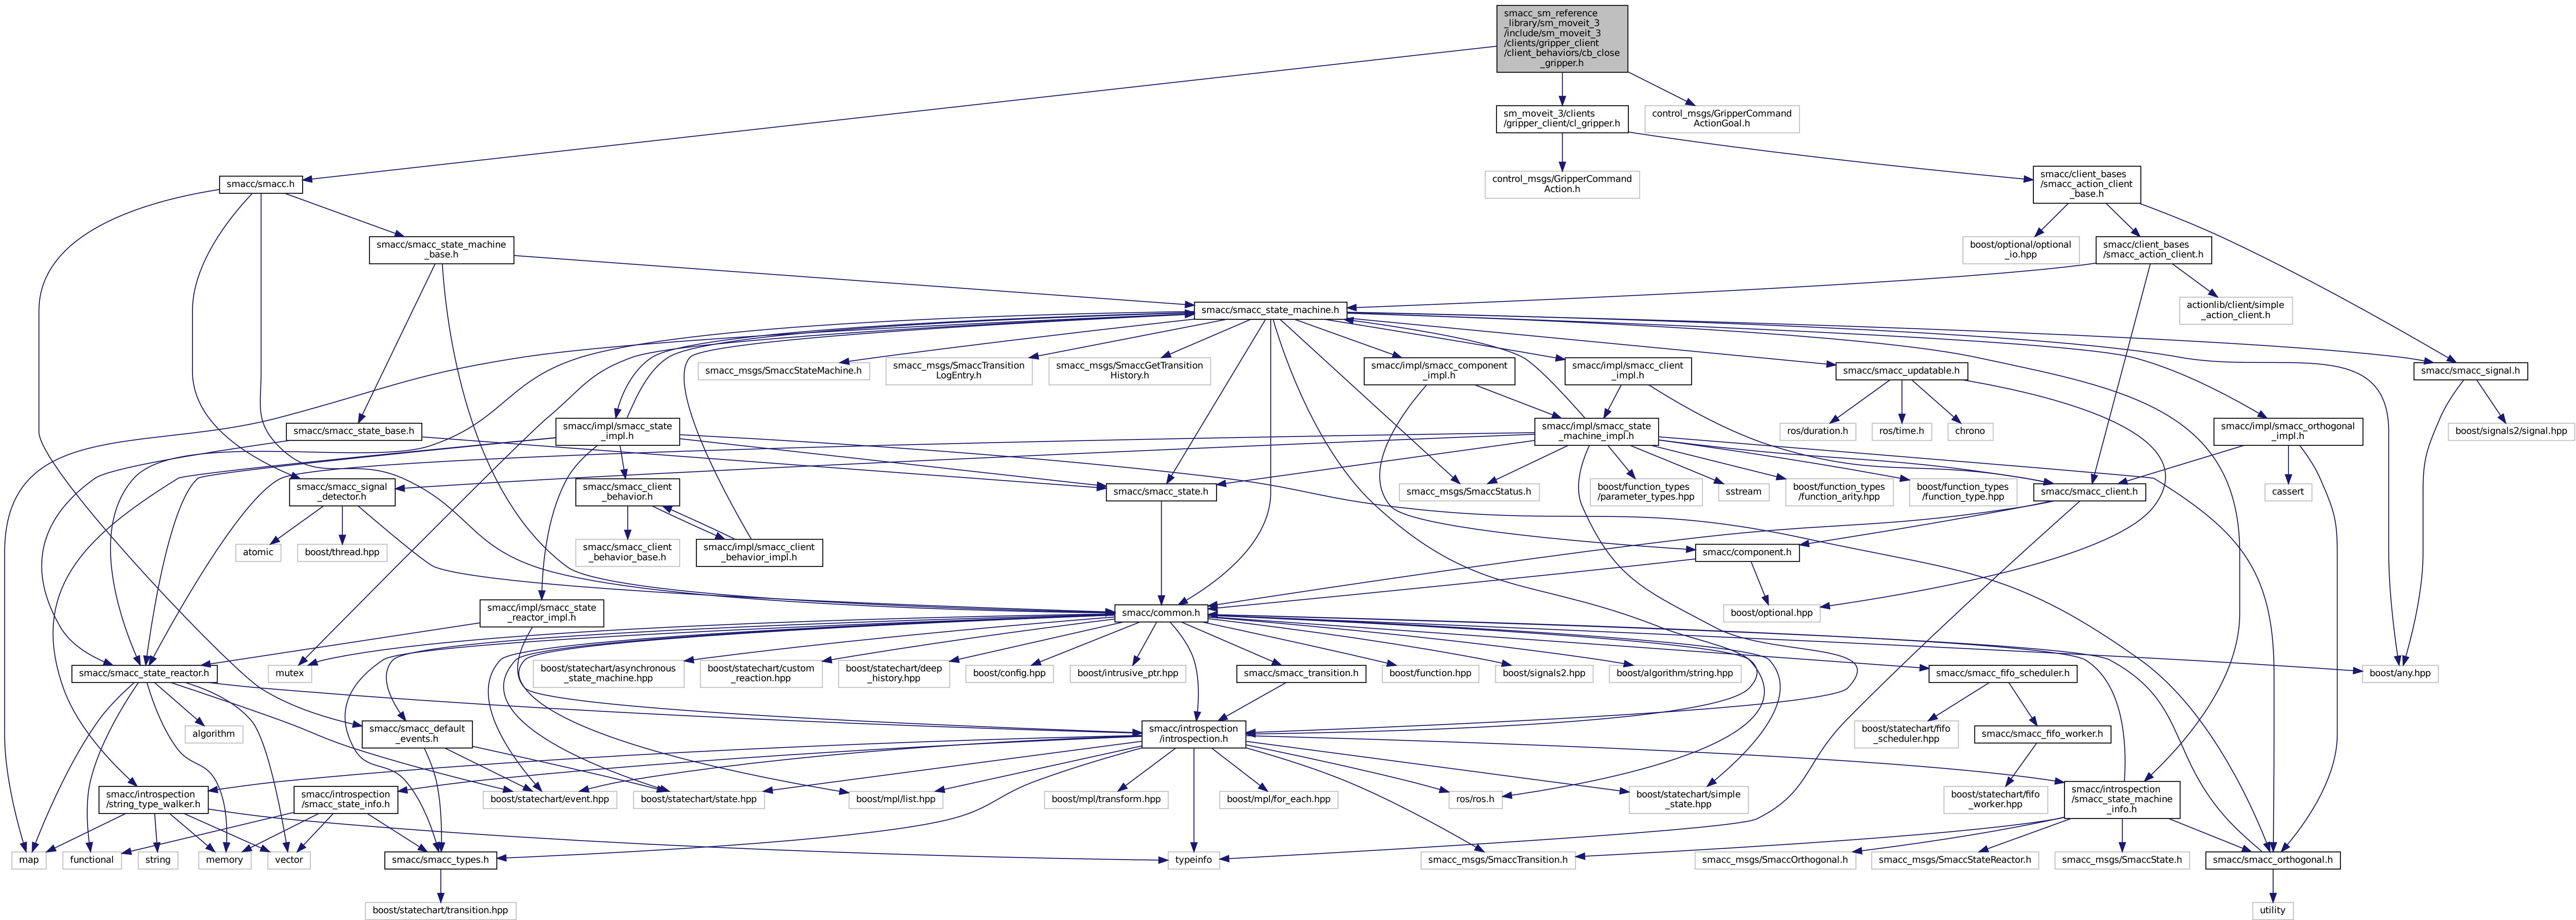 smacc_sm_reference
_library/sm_moveit_3
/include/sm_moveit_3
/clients/gripper_client
/client_behaviors/cb_close
_gripper.h
sm_moveit_3/clients
/gripper_client/cl_gripper.h
control_msgs/GripperCommand
ActionGoal.h
smacc/smacc.h
control_msgs/GripperCommand
Action.h
smacc/client_bases
/smacc_action_client
_base.h
smacc/smacc_state_machine
_base.h
boost/optional/optional
_io.hpp
smacc/client_bases
/smacc_action_client.h
smacc/smacc_state_machine.h
actionlib/client/simple
_action_client.h
smacc_msgs/SmaccStateMachine.h
smacc_msgs/SmaccTransition
LogEntry.h
smacc_msgs/SmaccGetTransition
History.h
smacc/impl/smacc_component
_impl.h
smacc/impl/smacc_client
_impl.h
smacc/smacc_updatable.h
smacc/smacc_signal.h
smacc/smacc_state_base.h
smacc/impl/smacc_state
_impl.h
smacc/impl/smacc_state
_machine_impl.h
ros/duration.h
ros/time.h
chrono
smacc/impl/smacc_orthogonal
_impl.h
boost/signals2/signal.hpp
smacc/smacc_signal
_detector.h
smacc/smacc_client
_behavior.h
smacc/smacc_state.h
smacc_msgs/SmaccStatus.h
boost/function_types
/parameter_types.hpp
sstream
boost/function_types
/function_arity.hpp
boost/function_types
/function_type.hpp
smacc/smacc_client.h
cassert
atomic
boost/thread.hpp
smacc/smacc_client
_behavior_base.h
smacc/impl/smacc_client
_behavior_impl.h
smacc/component.h
smacc/impl/smacc_state
_reactor_impl.h
smacc/common.h
boost/optional.hpp
smacc/smacc_state_reactor.h
mutex
boost/statechart/asynchronous
_state_machine.hpp
boost/statechart/custom
_reaction.hpp
boost/statechart/deep
_history.hpp
boost/config.hpp
boost/intrusive_ptr.hpp
smacc/smacc_transition.h
boost/function.hpp
boost/signals2.hpp
boost/algorithm/string.hpp
smacc/smacc_fifo_scheduler.h
boost/any.hpp
algorithm
smacc/smacc_default
_events.h
smacc/introspection
/introspection.h
boost/statechart/fifo
_scheduler.hpp
smacc/smacc_fifo_worker.h
smacc/introspection
/string_type_walker.h
smacc/introspection
/smacc_state_info.h
boost/statechart/event.hpp
boost/statechart/state.hpp
boost/mpl/list.hpp
boost/mpl/transform.hpp
boost/mpl/for_each.hpp
ros/ros.h
boost/statechart/simple
_state.hpp
boost/statechart/fifo
_worker.hpp
smacc/introspection
/smacc_state_machine
_info.h
map
functional
string
memory
vector
smacc/smacc_types.h
typeinfo
smacc_msgs/SmaccTransition.h
smacc_msgs/SmaccOrthogonal.h
smacc_msgs/SmaccStateReactor.h
smacc_msgs/SmaccState.h
smacc/smacc_orthogonal.h
boost/statechart/transition.hpp
utility